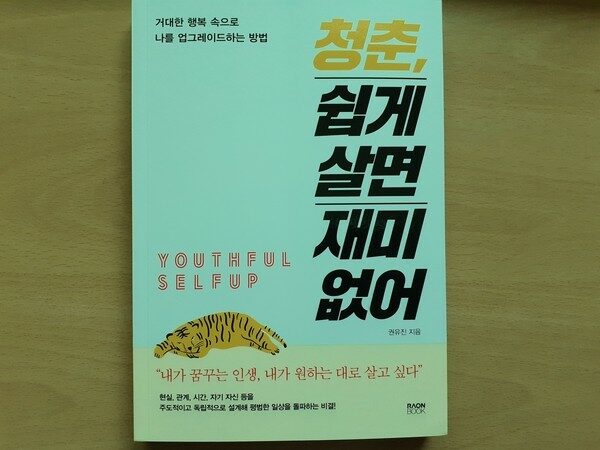 거대한 행복 속으로
나를 업그레이드하는 방법
청춘,
쉽게
살면
재미
없어
YOUTHFUL
SELFUP
권유진 지음
“내가 꿈꾸는 인생, 내가 원하는 대로 살고 싶다”
현실, 관계, 시간, 자기 자신 등을
주도적이고 독립적으로 설계해 평범한 일상을 돌파하는 비결!
RAON
BOOK